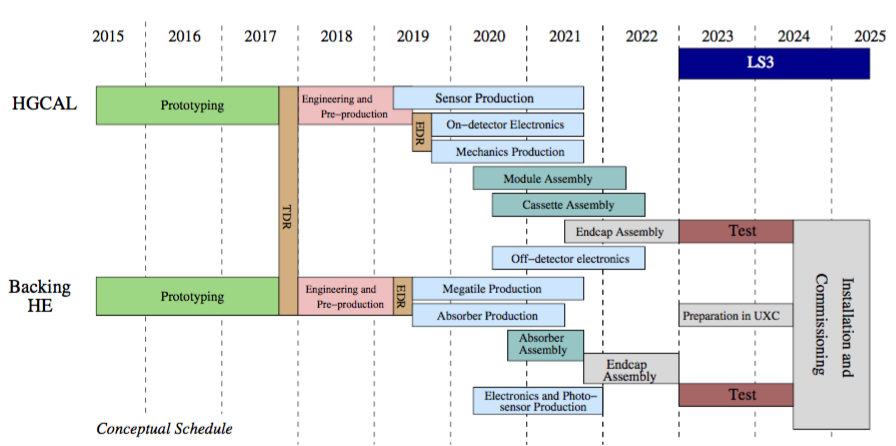 2015 2016 2017 2018 2019 2020 2021 2022 2023 2024 2025
LS3
HGCAL
Prototyping
TDR
Engineering and
Pre-production
Sensor Production
EDR
On-detector Electronics
Mechanics Production
Module Assembly
Cassette Assembly
Endcap Assembly
Test
Installation and
Commissioning
Off-detector electronics
Backing
HE
Prototyping
Engineering and
Pre-production
EDR
Megatile Production
Absorber Production
Preparation in UXC
Absorber
Assembly
Endcap
Assembly
Electronics and Photo-
sensor Production
Test
Conceptual Schedule